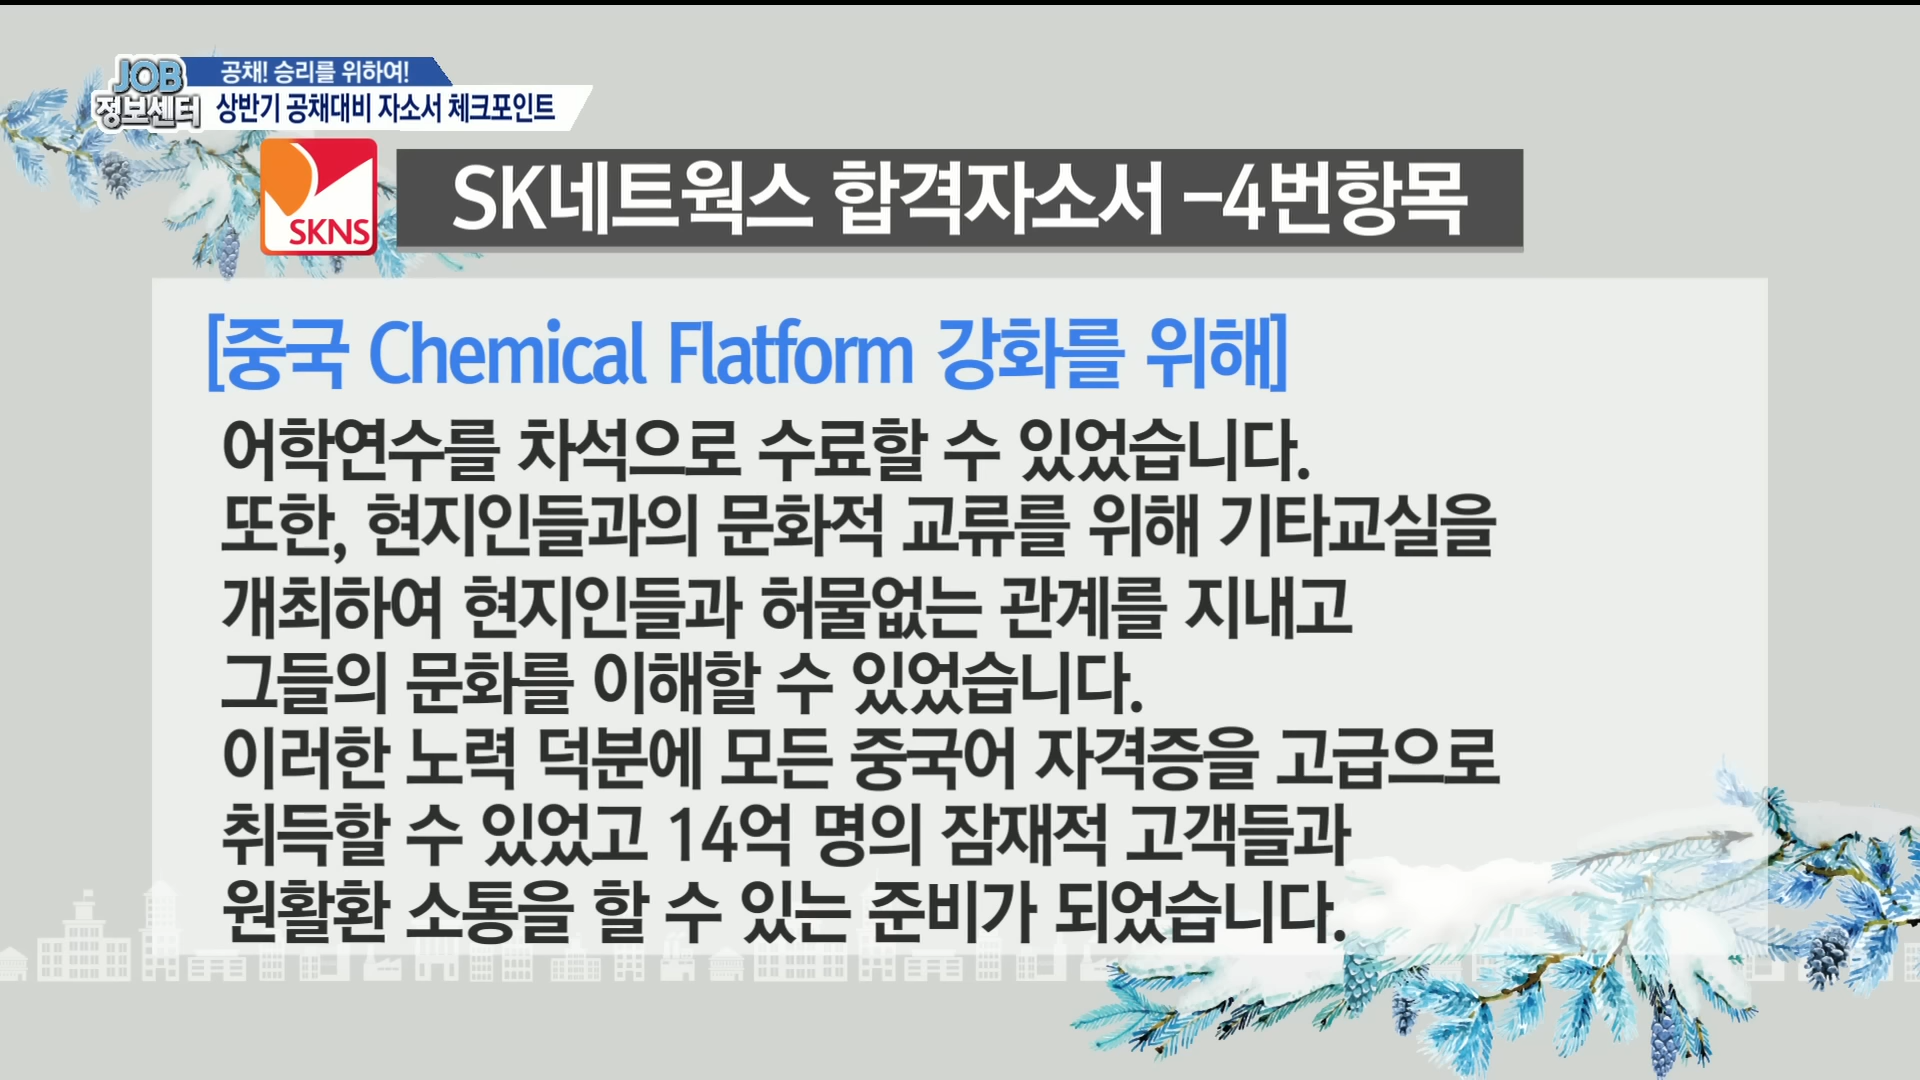 JOB
정보센터
공채! 승리를 위하여!
상반기 공채대비 자소서 체크포인트
SKNS
SK네트웍스 합격자소서 -4번항목
[중국 Chemical Flatform 강화를 위해]
어학연수를 차석으로 수료할 수 있었습니다.
또한, 현지인들과의 문화적 교류를 위해 기타교실을
개최하여 현지인들과 허물없는 관계를 지내고
그들의 문화를 이해할 수 있었습니다.
이러한 노력 덕분에 모든 중국어 자격증을 고급으로
취득할 수 있었고 14억 명의 잠재적 고객들과
원활환 소통을 할 수 있는 준비가 되었습니다.